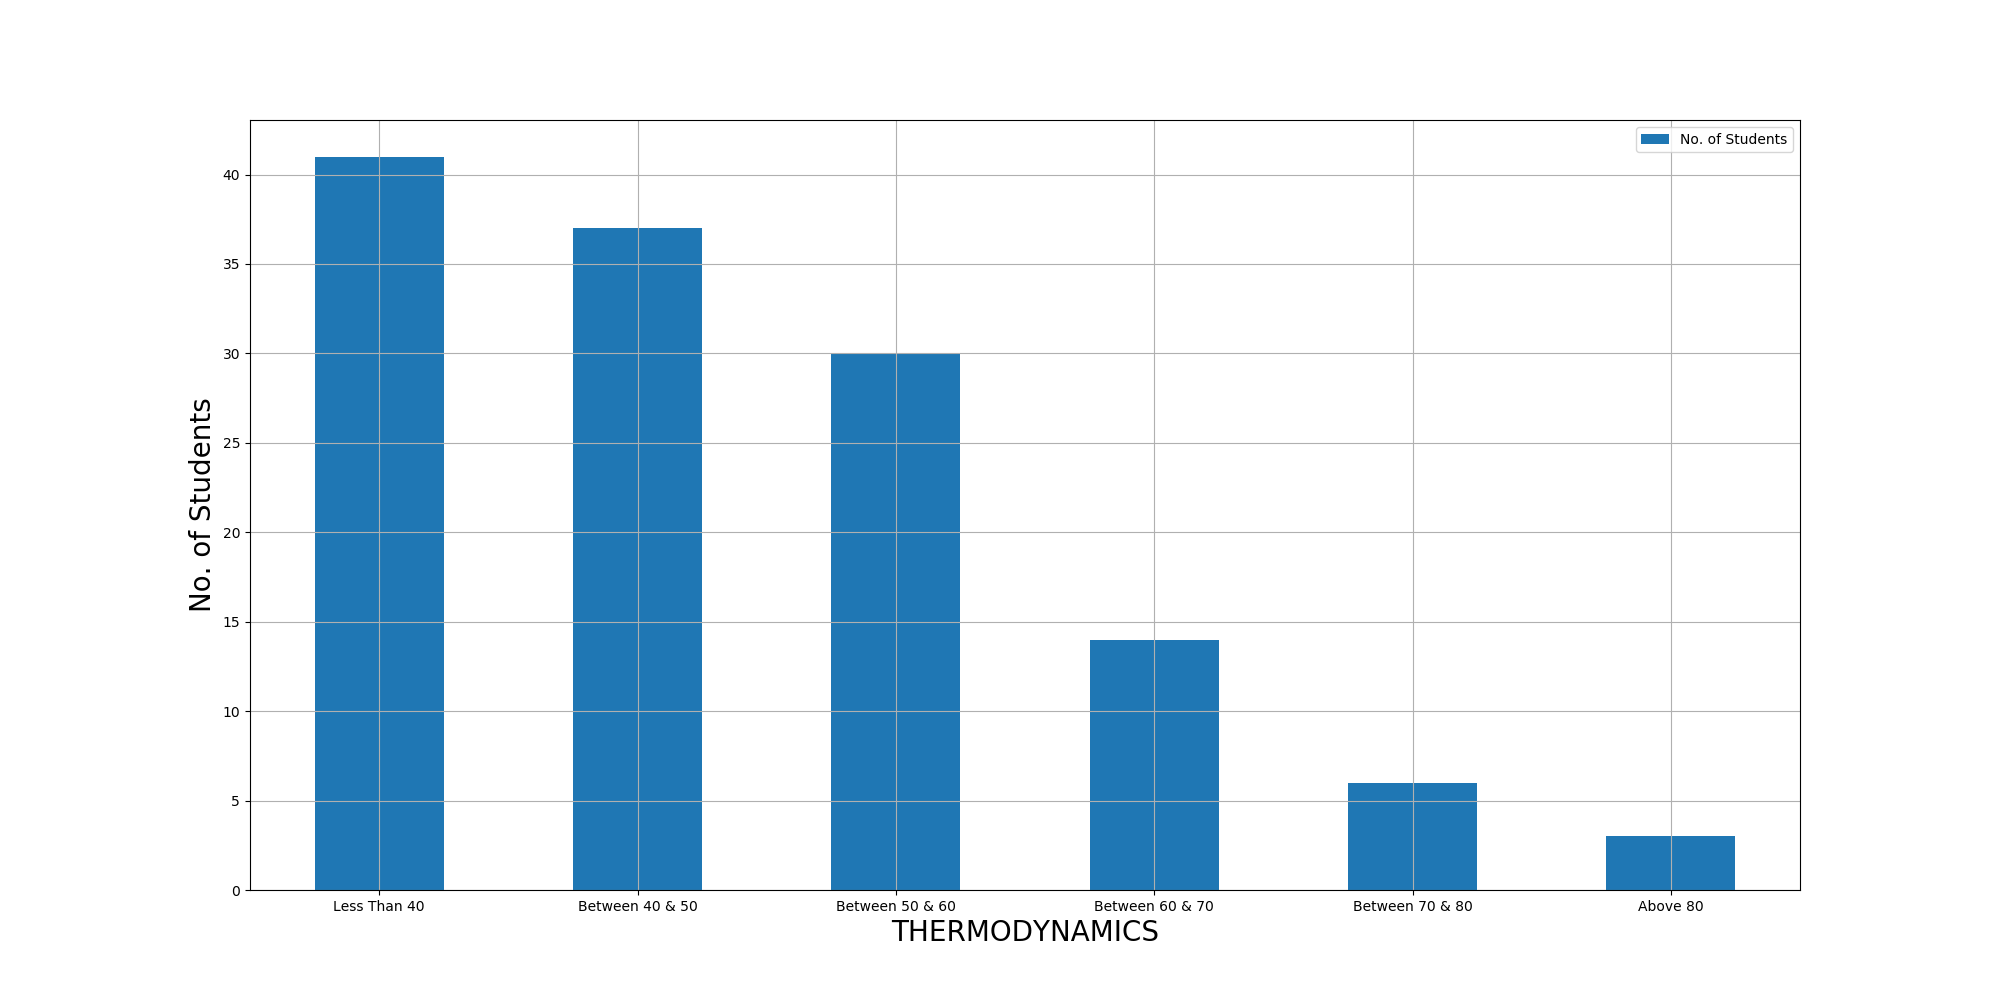 No. of Students
40
35
30
25
20
15
10
5
0
No. of Students
Less Than 40
Between 40 & 50
Between 50 & 60
Between 60 & 70
Between 70 & 80
Above 80
THERMODYNAMICS